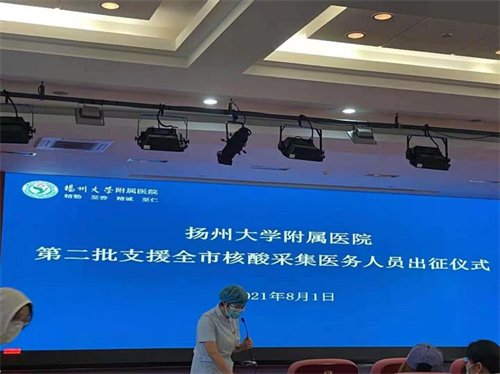 扬州大学附属医院
精勤 至善 精诚 至仁
扬州大学附属医院
第二批支援全市核酸采集医务人员出征仪式
2021年8月1日